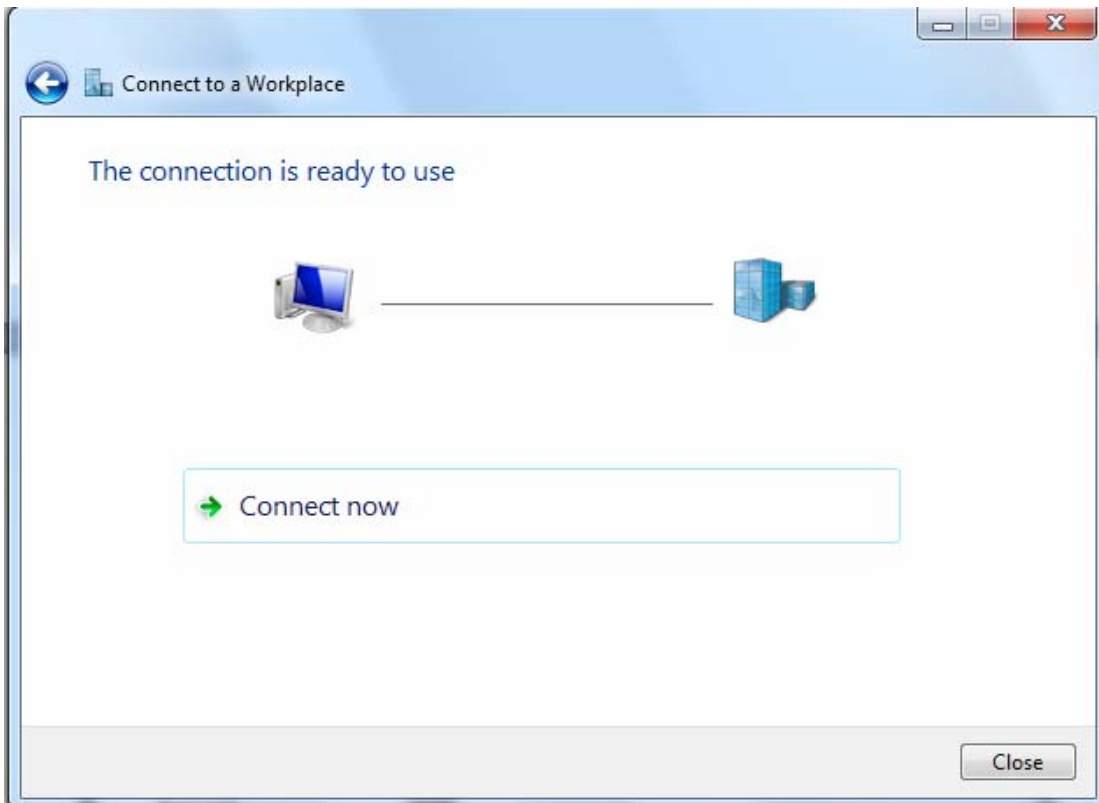 Connect to a Workplace
The connection is ready to use
Connect now
Close